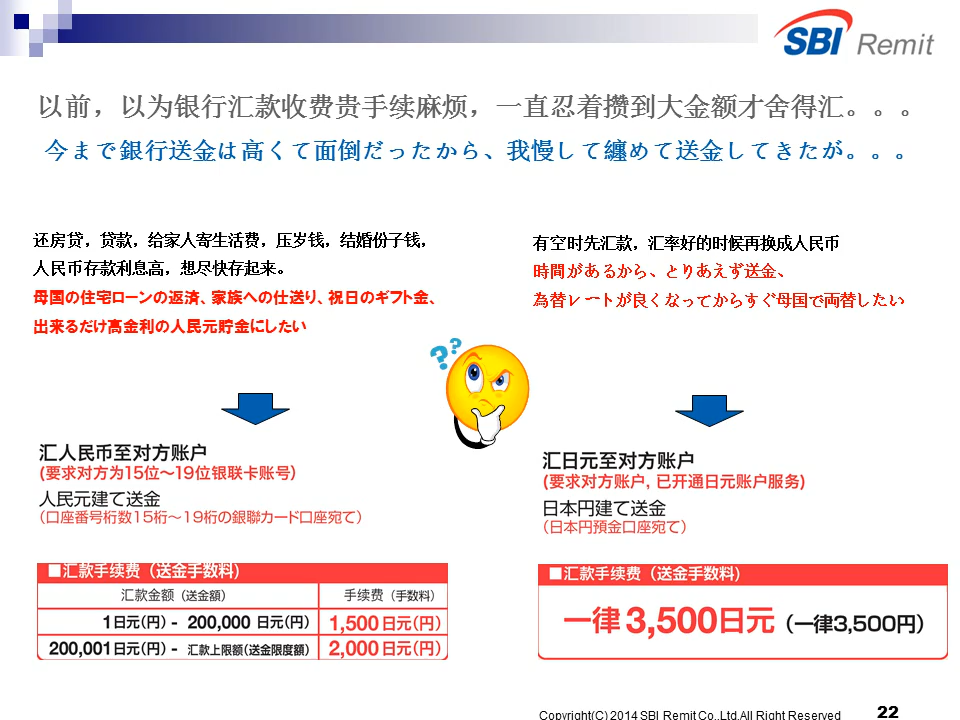 SBI Remit
以前，以为银行汇款收费贵手续麻烦，一直忍着攒到大金额才舍得汇。。。
今まで銀行送金は高くて面倒だったから、我慢して纏めて送金してきたが。。。
还房贷，贷款，给家人寄生活费，压岁钱，结婚份子钱，
人民币存款利息高，想尽快存起来。
母国の住宅ローンの返済、家族への仕送り、祝日のギフト金、
出来るだけ高金利の人民元貯金にしたい
有空时先汇款，汇率好的时候再换成人民币
時間があるから、とりあえず送金、
為替レートが良くなってからすぐ母国で両替したい
??
汇人民币至对方账户
(要求对方为15位～19位银联卡账号)
人民元建て送金
（口座番号桁数15桁～19桁の銀聯カード口座宛て）
■汇款手续费（送金手数料)
汇款金额（送金額） 手续费（手数料）
1日元(円) - 200,000 日元(円) 1,500日元(円)
200,001日元(円) - 汇款上限額(送金限度額) 2,000日元(円)
汇日元至对方账户
(要求对方账户, 已开通日元账户服务)
日本円建て送金
（日本円預金口座宛て）
■汇款手续费（送金手数料)
一律3,500日元（一律3,500円）
Copyright(C) 2014 SBI Remit Co.,Ltd.All Right Reserved 22